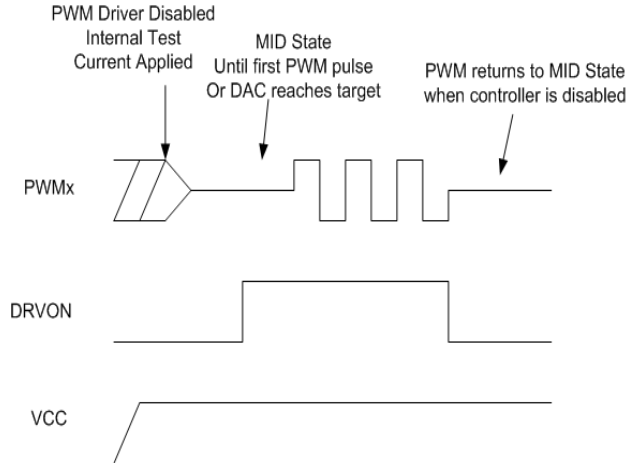 PWM Driver Disabled
Internal Test
Current Applied
MID State
Until first PWM pulse
Or DAC reaches target
PWM returns to MID State
when controller is disabled
PWMx
DRVON
VCC